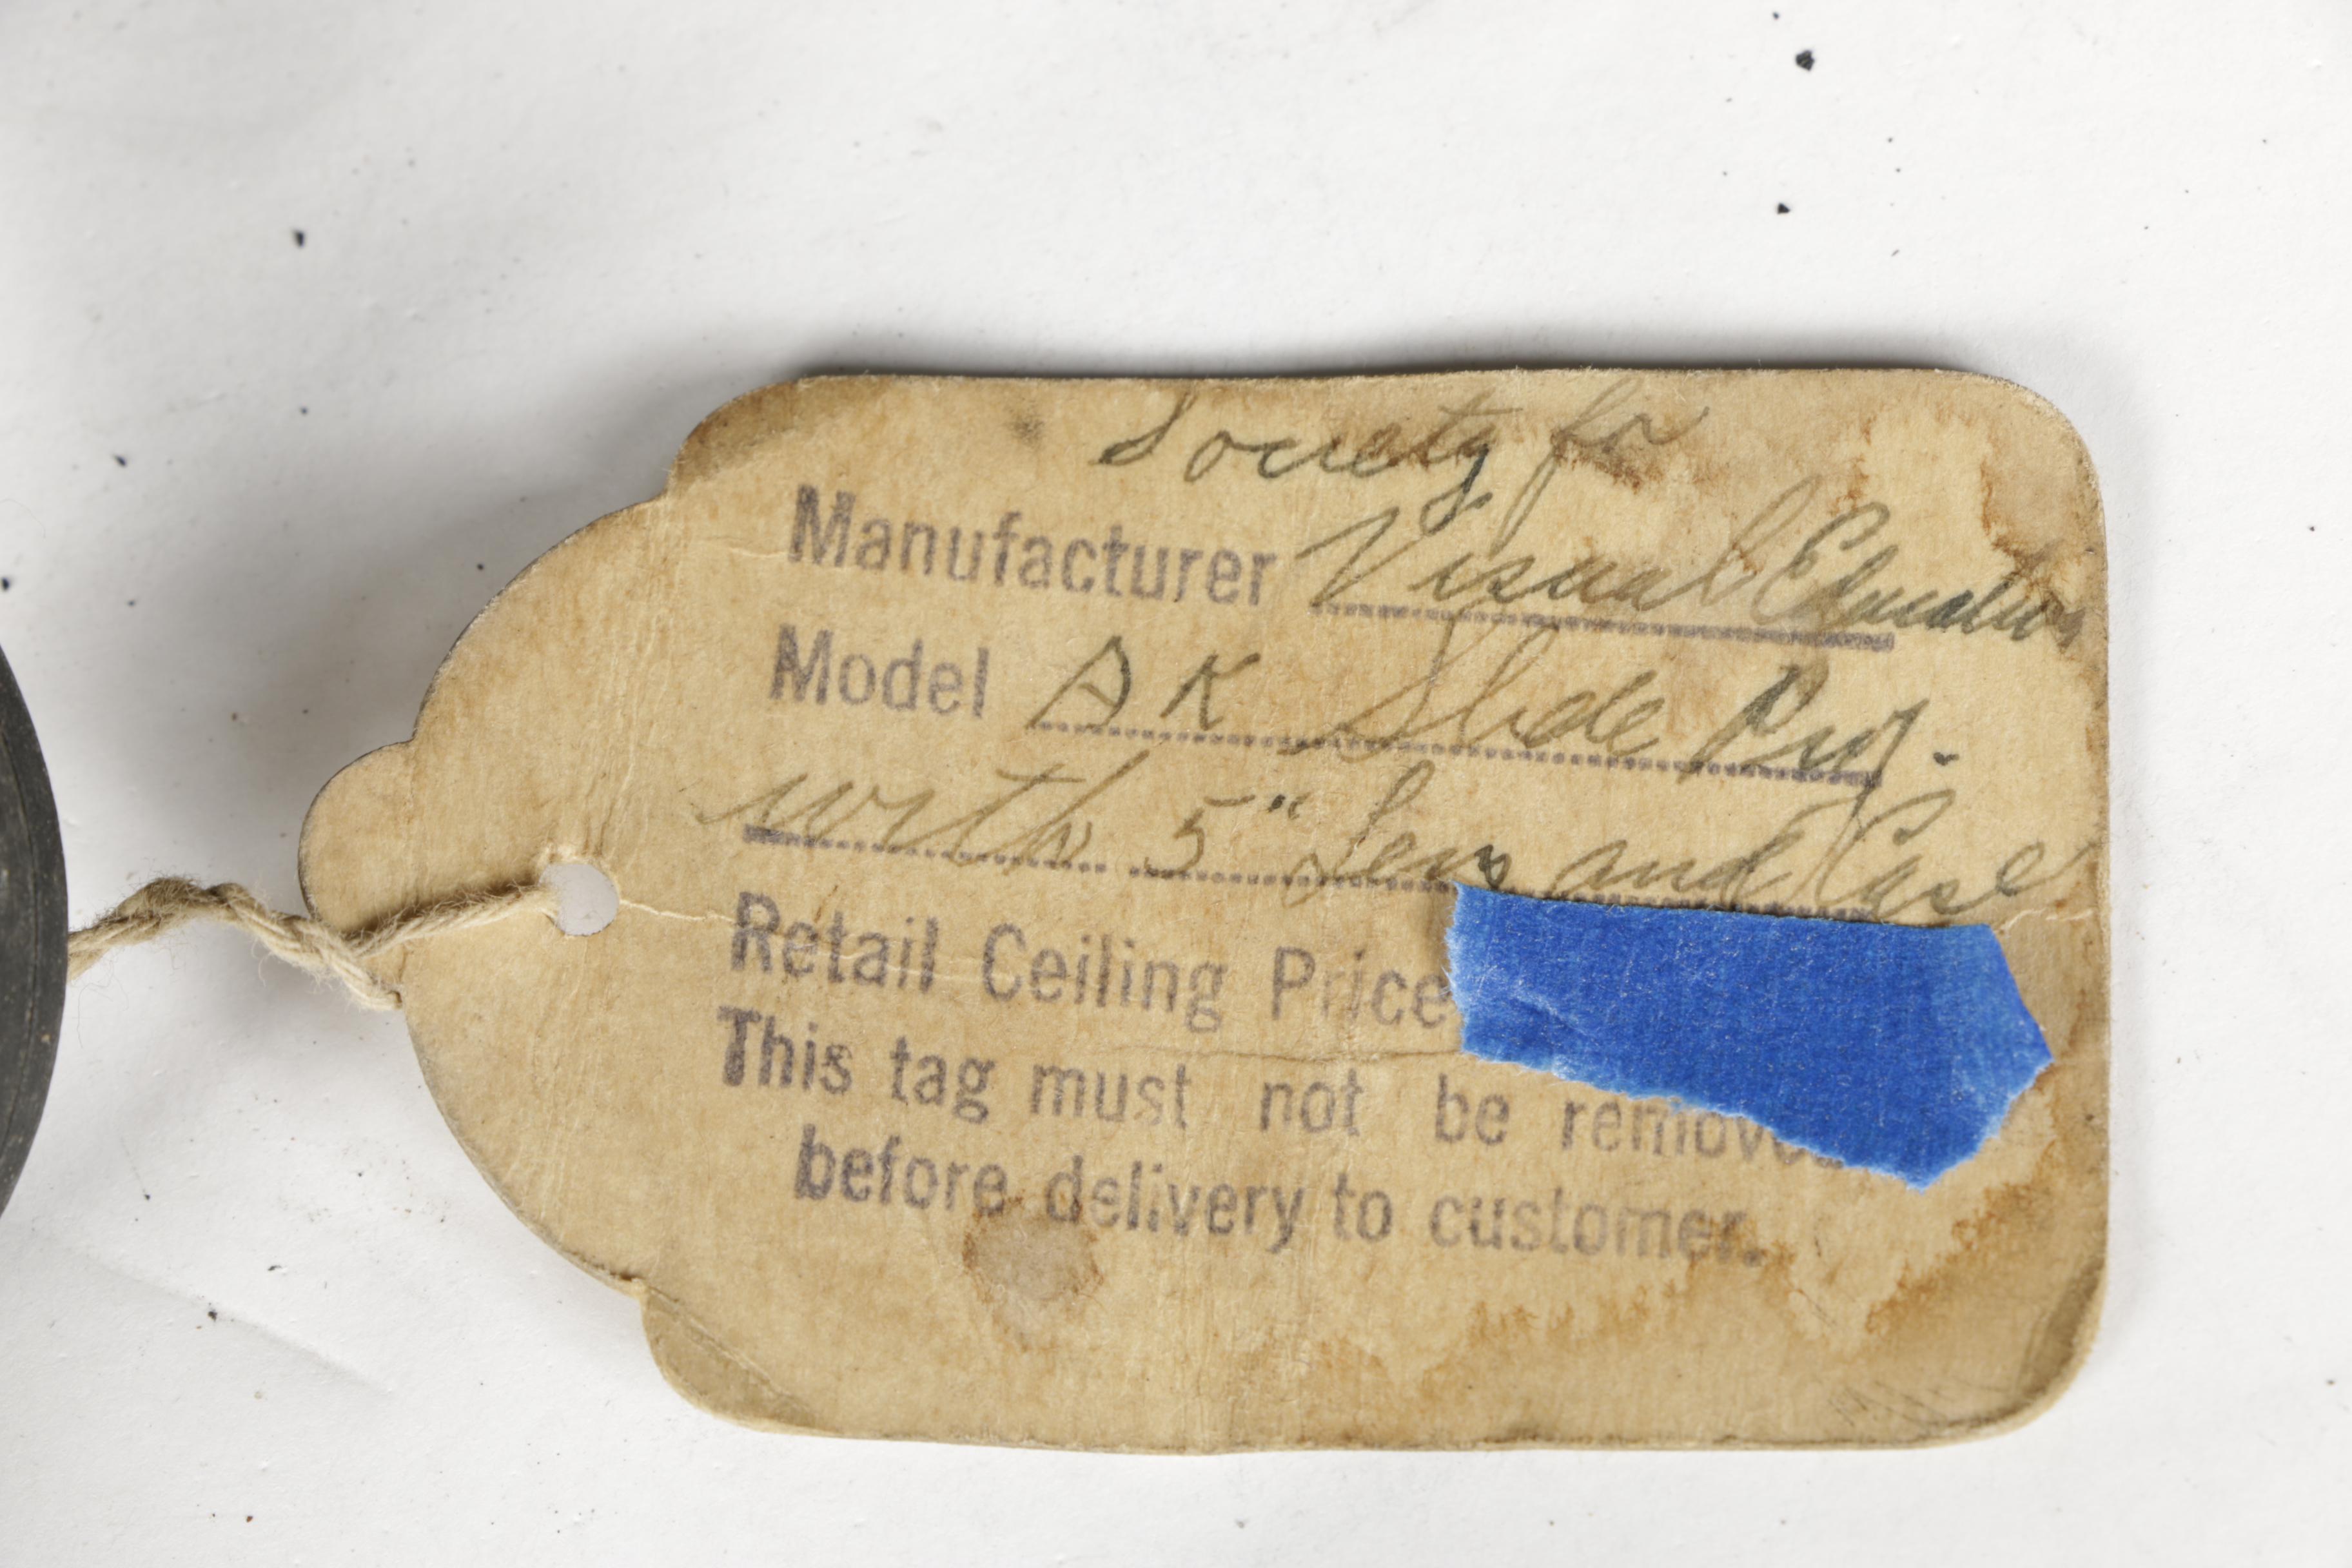 Society for
Manufacturer Visual Education
Model AK Slide Proj.
with 5" Lens and Case
Retail Ceiling Price
This tag must not be removed
before delivery to customer.